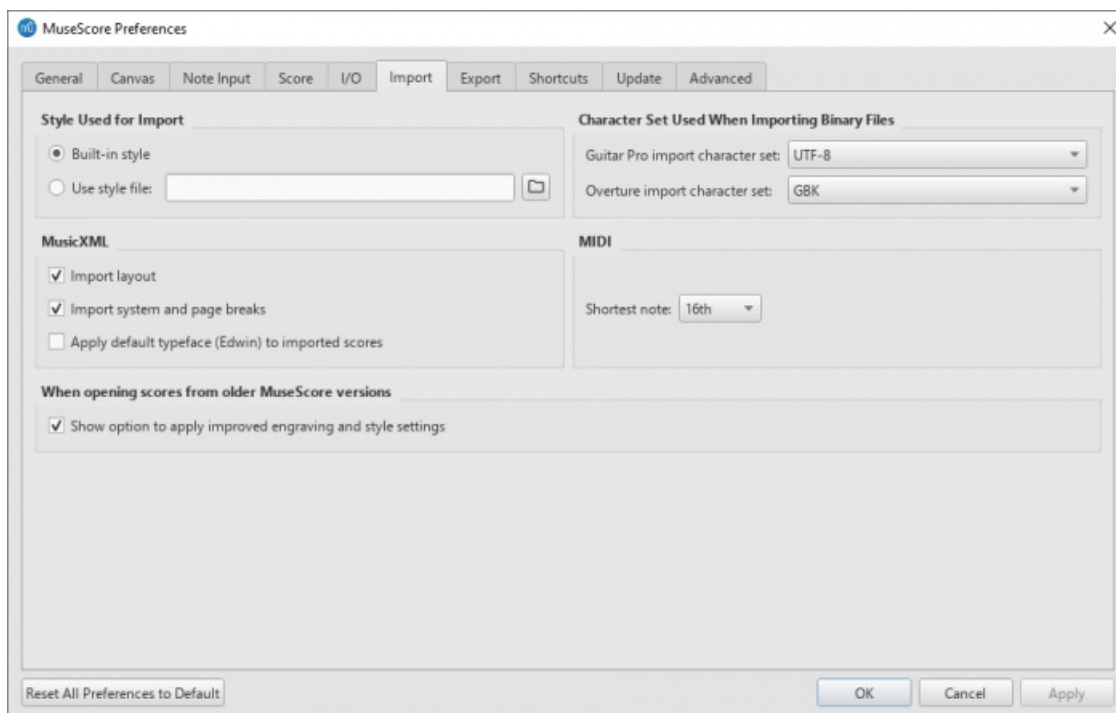 MuseScore Preferences
General Canvas Note Input Score I/O Import Export Shortcuts Update Advanced
Style Used for Import
Built-in style
Use style file:
Character Set Used When Importing Binary Files
Guitar Pro import character set: UTF-8
Overture import character set: GBK
MusicXML
Import layout
Import system and page breaks
Apply default typeface (Edwin) to imported scores
MIDI
Shortest note: 16th
When opening scores from older MuseScore versions
Show option to apply improved engraving and style settings
Reset All Preferences to Default OK Cancel Apply